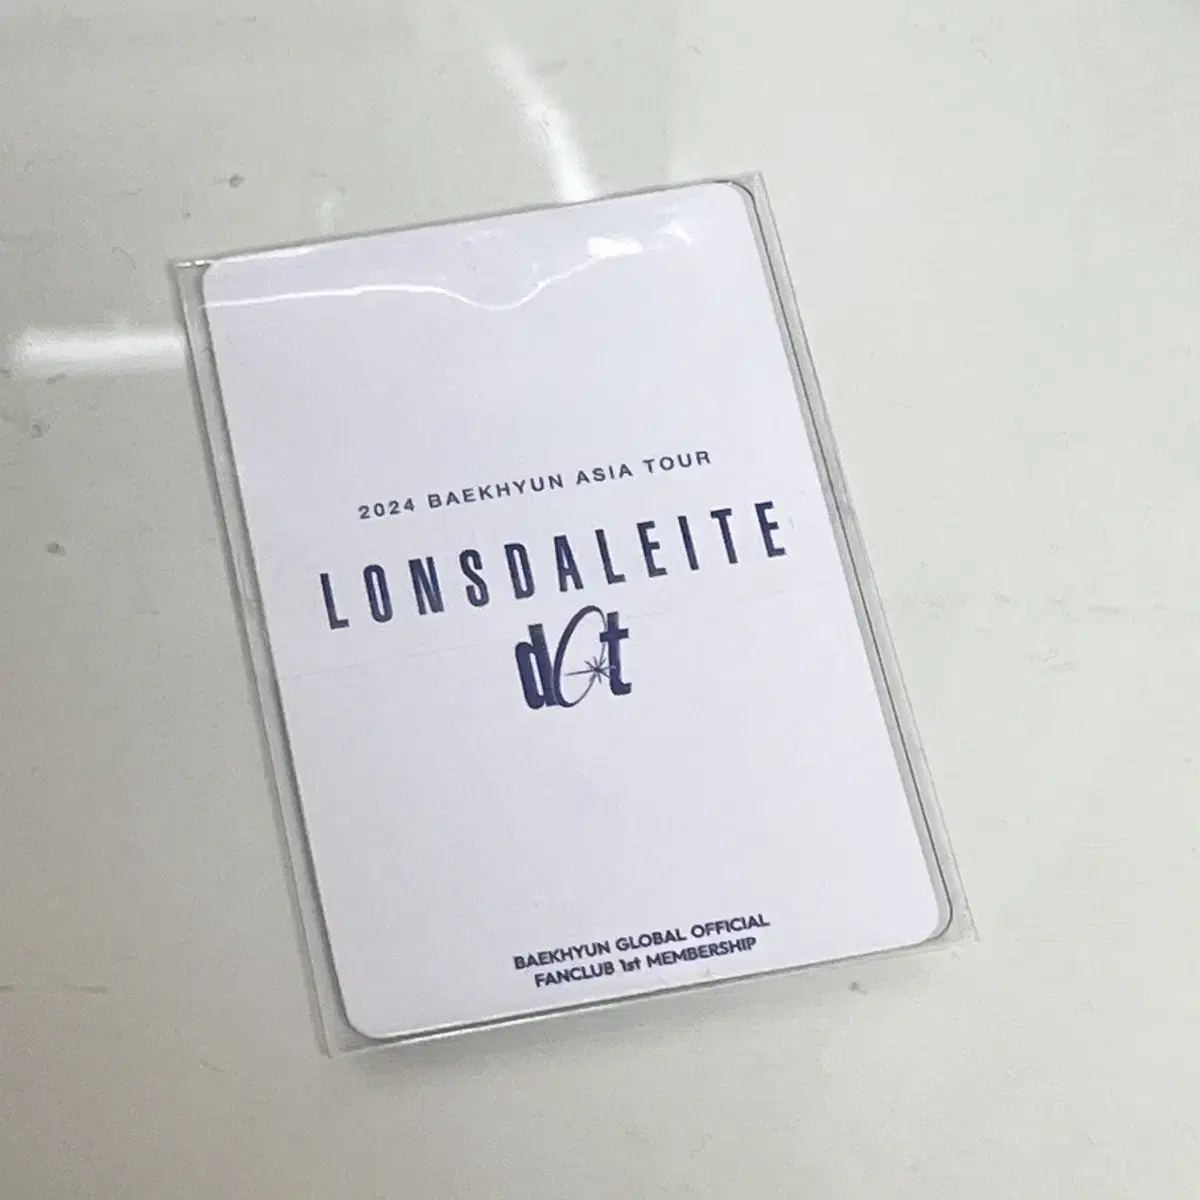 2024 BAEKHYUN ASIA TOUR
LONSDALEITE
dot
BAEKHYUN GLOBAL OFFICIAL
FANCLUB 1st MEMBERSHIP